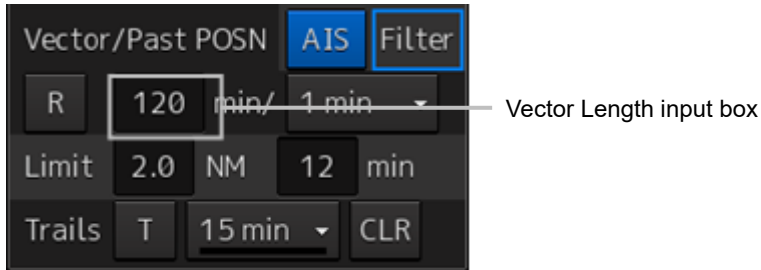 Vector/Past POSN AIS Filter
R 120 min/ 1 min
Vector Length input box
Limit 2.0 NM 12 min
Trails T 15 min CLR